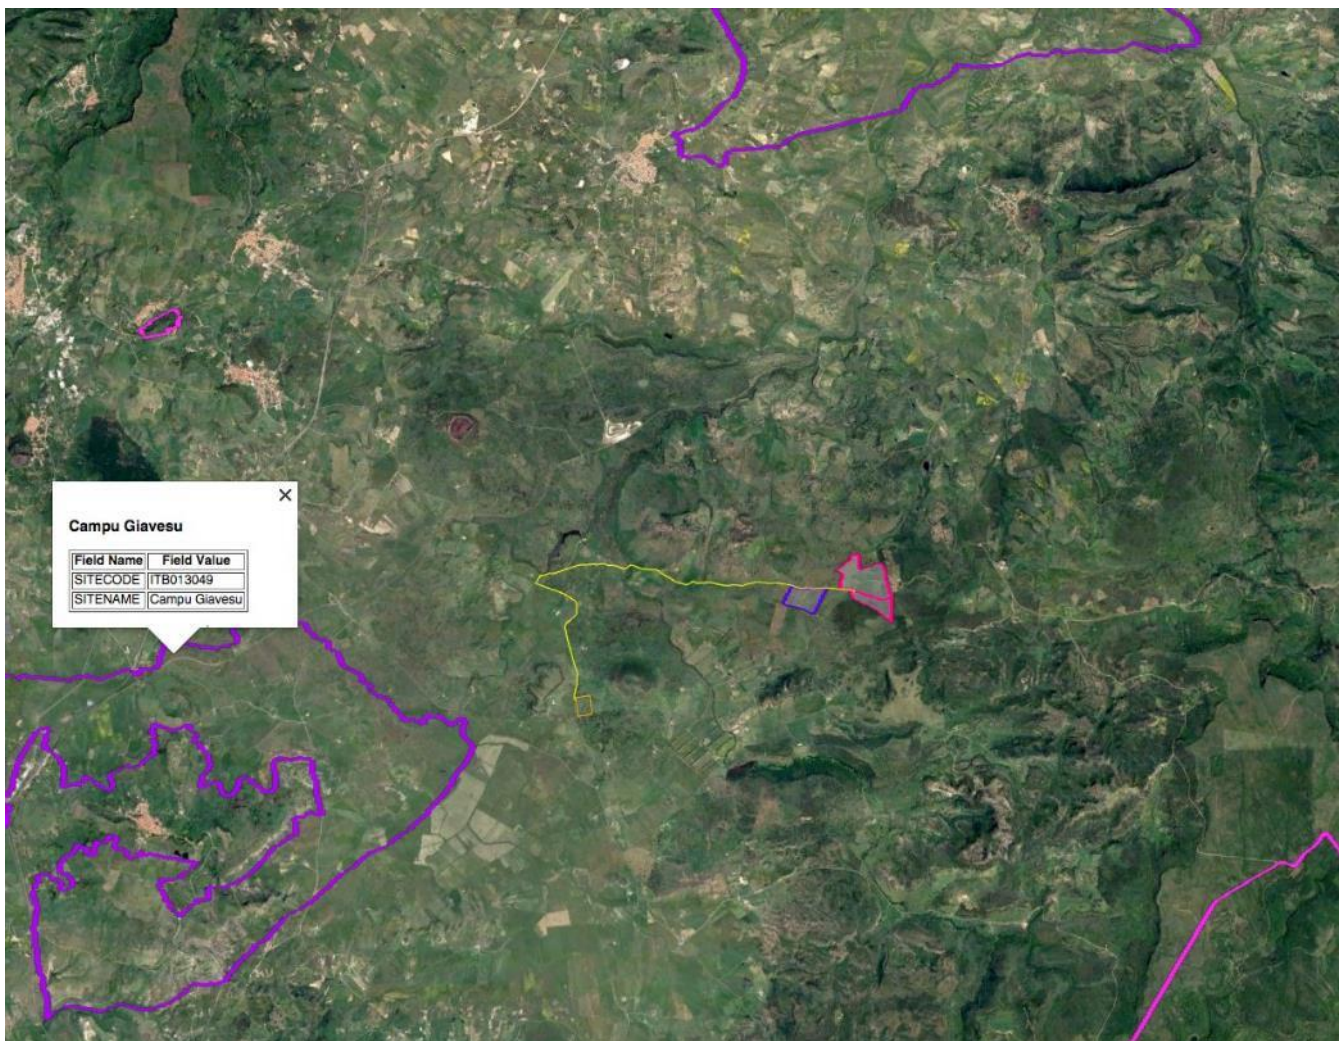 ×
Campu Giavesu
Field Name Field Value
SITECODE ITB013049
SITENAME Campu Giavesu